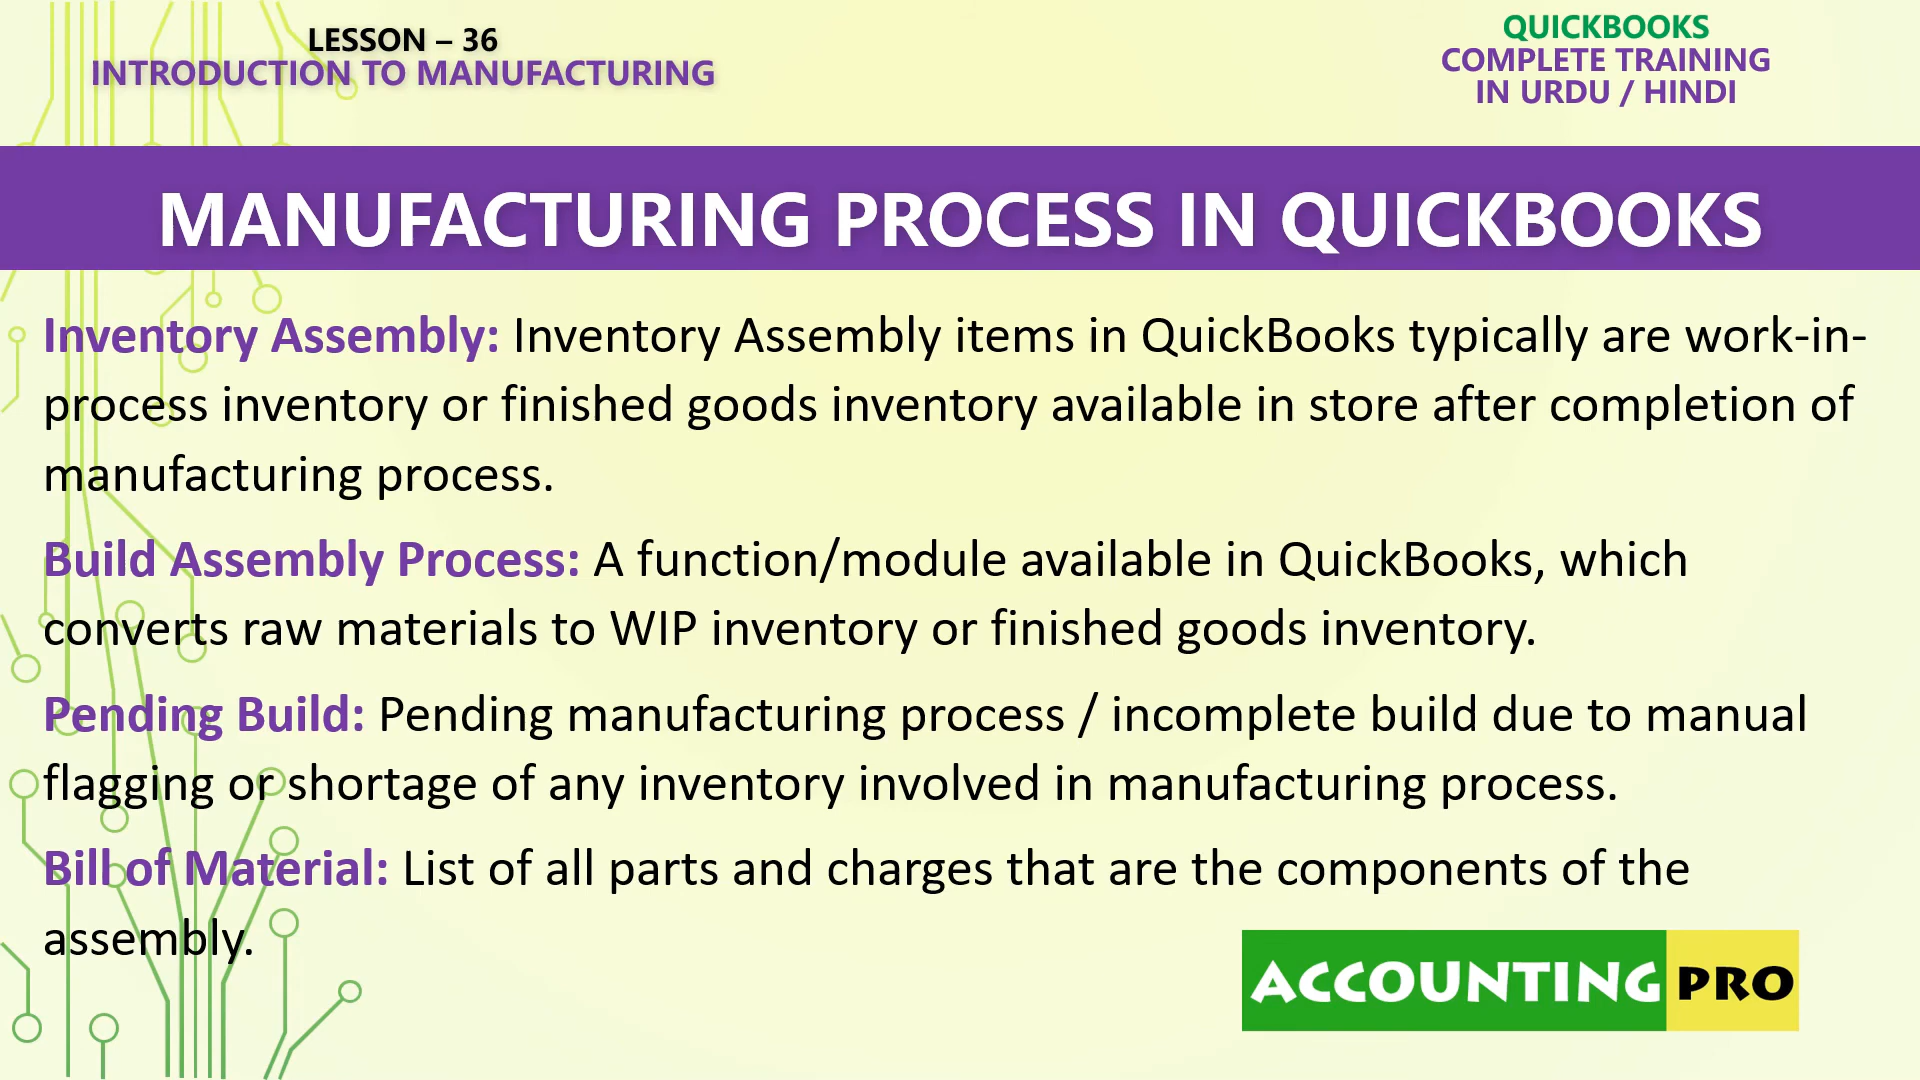 LESSON – 36
INTRODUCTION TO MANUFACTURING
QUICKBOOKS
COMPLETE TRAINING
IN URDU / HINDI
MANUFACTURING PROCESS IN QUICKBOOKS
Inventory Assembly: Inventory Assembly items in QuickBooks typically are work-in-
process inventory or finished goods inventory available in store after completion of
manufacturing process.
Build Assembly Process: A function/module available in QuickBooks, which
converts raw materials to WIP inventory or finished goods inventory.
Pending Build: Pending manufacturing process / incomplete build due to manual
flagging or shortage of any inventory involved in manufacturing process.
Bill of Material: List of all parts and charges that are the components of the
assembly.
ACCOUNTING PRO